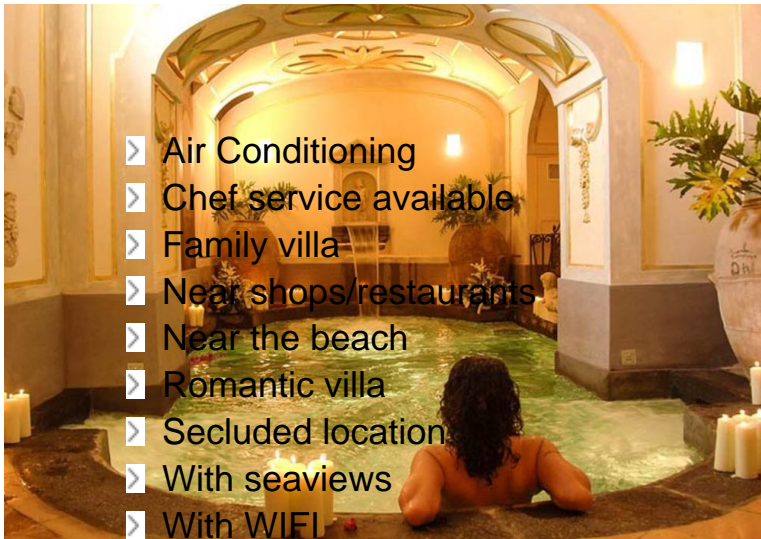 Air Conditioning
Chef service available
Family villa
Near shops/restaurants
Near the beach
Romantic villa
Secluded location
With seaviews
With WIFI